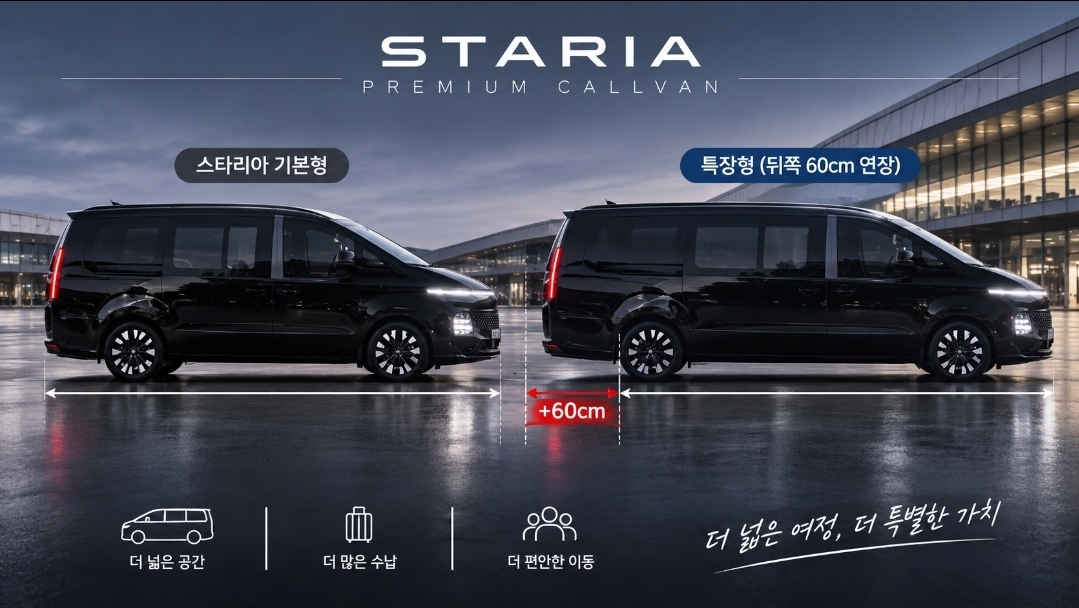 STARIA
PREMIUM CALLVAN
스타리아 기본형
특장형 (뒤쪽 60cm 연장)
+60cm
더 넓은 공간
더 많은 수납
더 편안한 이동
더 넓은 여정, 더 특별한 가치